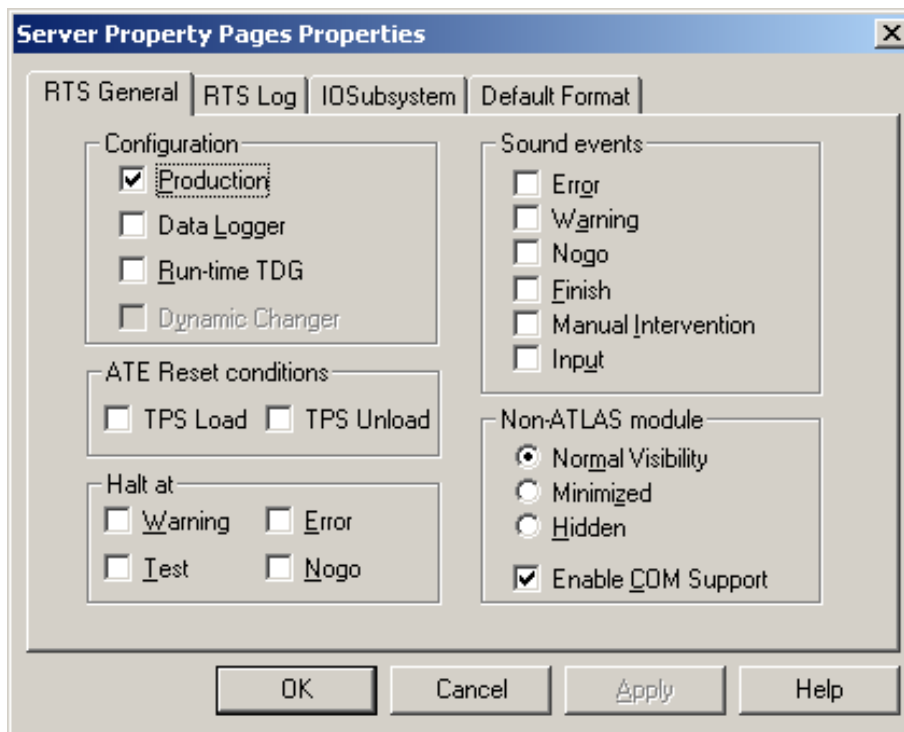 Server Property Pages Properties
RTS General RTS Log IOSubsystem Default Format
Configuration
Production
Data Logger
Run-time TDG
Dynamic Changer
ATE Reset conditions
TPS Load TPS Unload
Halt at
Warning Error
Test Nogo
Sound events
Error
Warning
Nogo
Finish
Manual Intervention
Input
Non-ATLAS module
Normal Visibility
Minimized
Hidden
Enable COM Support
OK Cancel Apply Help